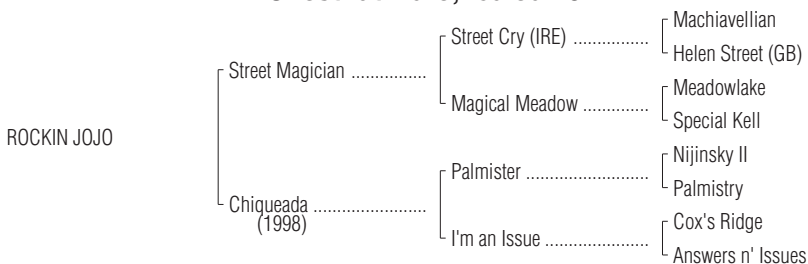 Machiavellian
Street Cry (IRE) ..............
Helen Street (GB)
Street Magician ................
Meadowlake
Magical Meadow ..............
Special Kell
ROCKIN JOJO
Nijinsky II
Palmister .........................
Palmistry
Chiqueada ........................
(1998)
Cox's Ridge
I'm an Issue .....................
Answers n' Issues